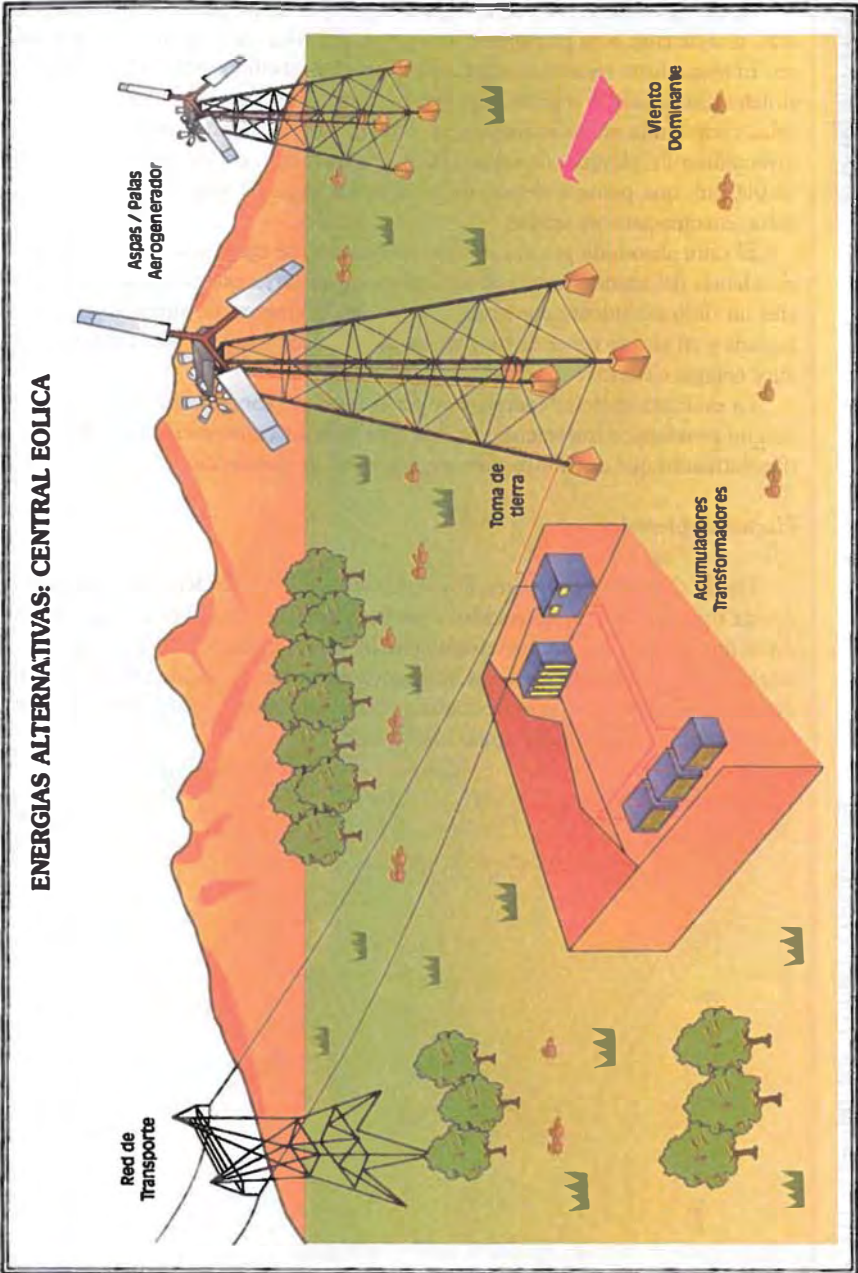 ENERGIAS ALTERNATIVAS: CENTRAL EOLICA
Red de
Transporte
Aspas / Palas
Aerogenerador
Toma de
tierra
Viento
Dominante
Acumuladores
Transformadores